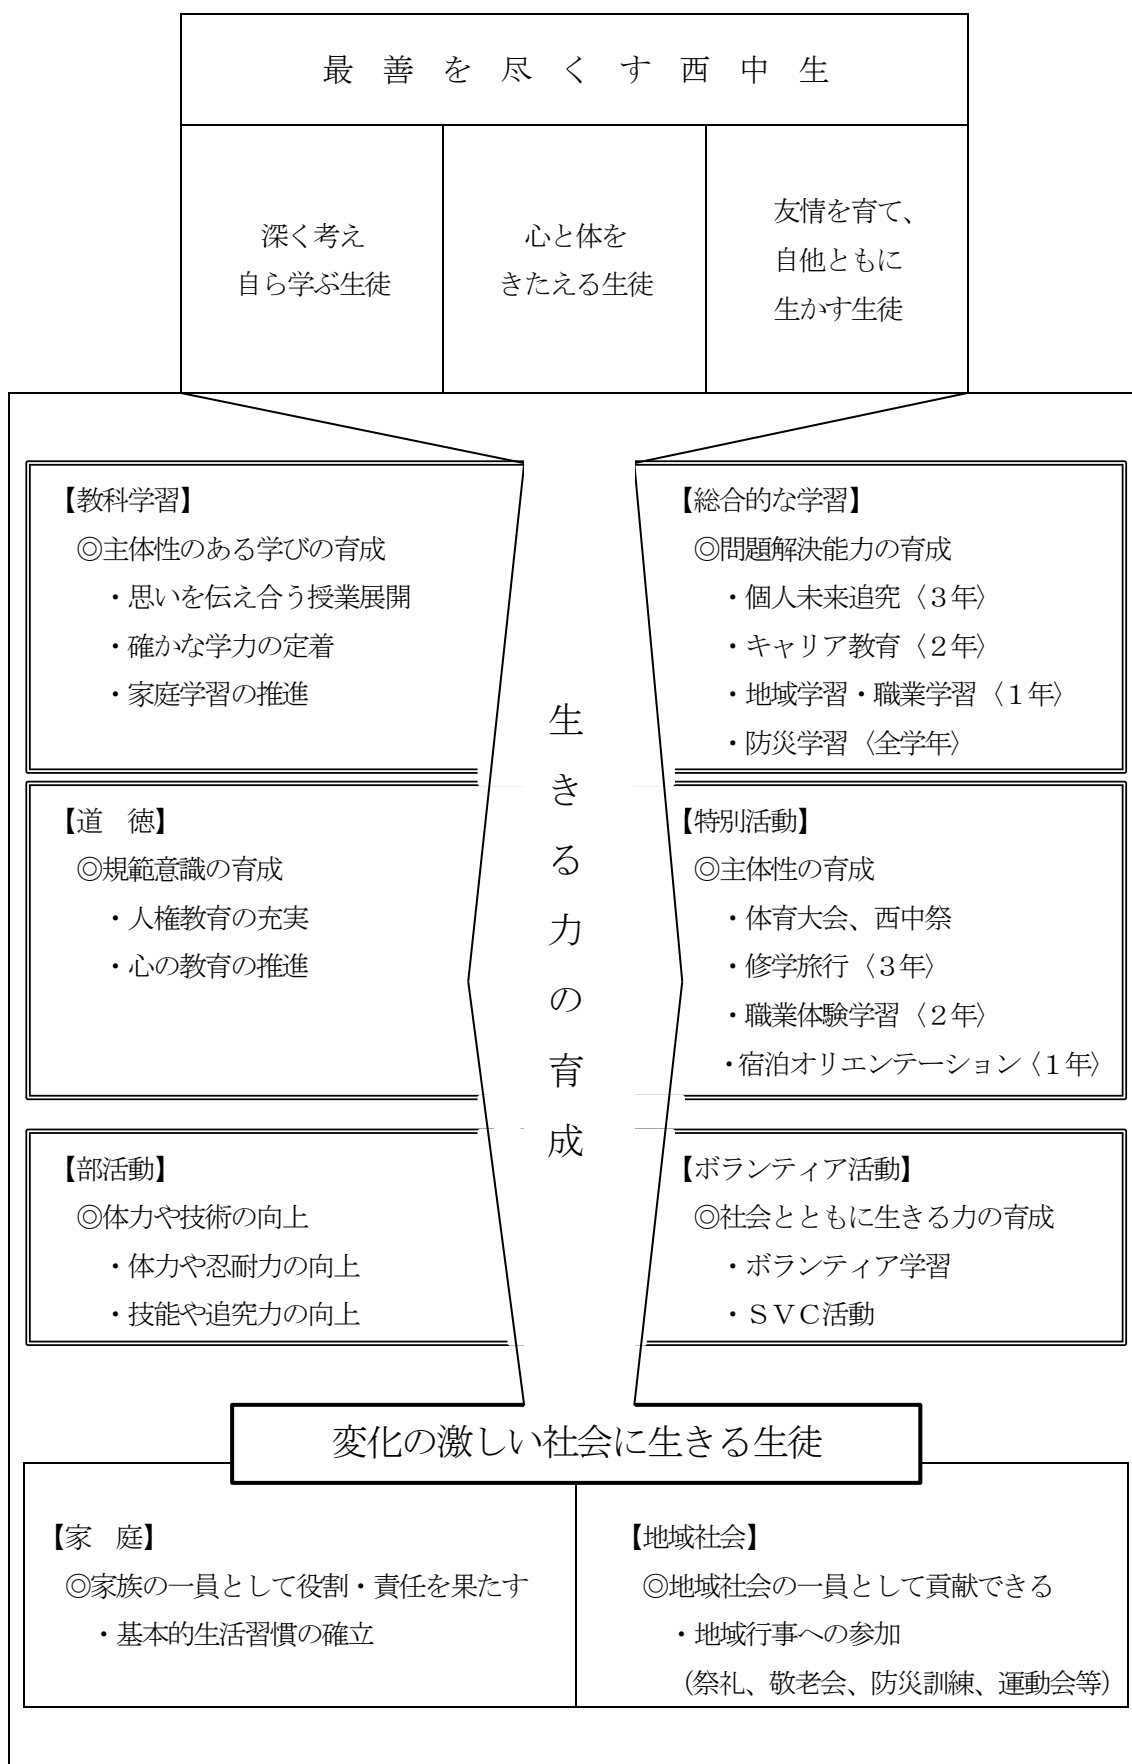 最善を尽くす西中生
深く考え
自ら学ぶ生徒
心と体を
きたえる生徒
友情を育て、
自他ともに
生かす生徒
【教科学習】
◎主体性のある学びの育成
・思いを伝え合う授業展開
・確かな学力の定着
・家庭学習の推進
【総合的な学習】
◎問題解決能力の育成
・個人未来追究〈３年〉
・キャリア教育〈２年〉
・地域学習・職業学習〈１年〉
・防災学習〈全学年〉
生きる力の育成
【道　徳】
◎規範意識の育成
・人権教育の充実
・心の教育の推進
【特別活動】
◎主体性の育成
・体育大会、西中祭
・修学旅行〈３年〉
・職業体験学習〈２年〉
・宿泊オリエンテーション〈１年〉
【部活動】
◎体力や技術の向上
・体力や忍耐力の向上
・技能や追究力の向上
【ボランティア活動】
◎社会とともに生きる力の育成
・ボランティア学習
・ＳＶＣ活動
変化の激しい社会に生きる生徒
【家　庭】
◎家族の一員として役割・責任を果たす
・基本的生活習慣の確立
【地域社会】
◎地域社会の一員として貢献できる
・地域行事への参加
（祭礼、敬老会、防災訓練、運動会等）